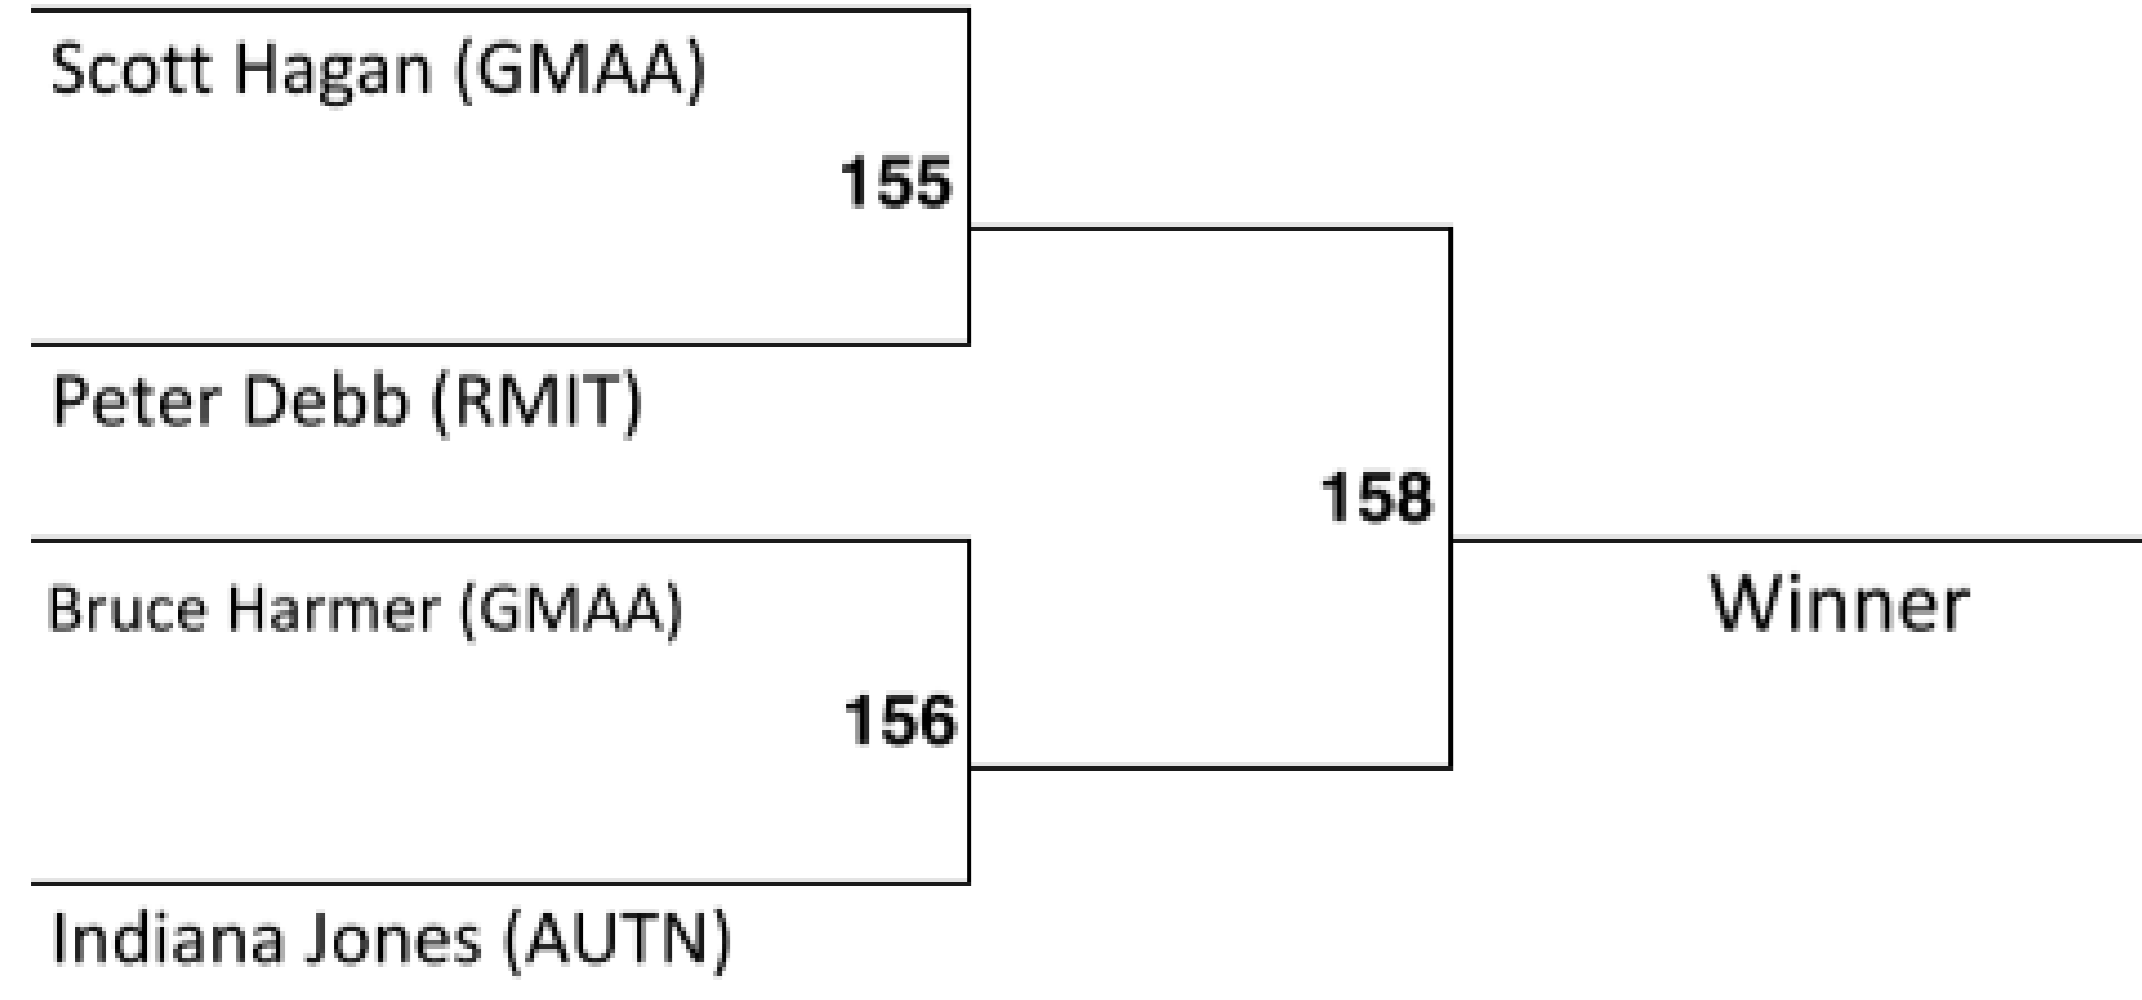 Scott Hagan (GMAA)
155
Peter Debb (RMIT)
158
Bruce Harmer (GMAA)
Winner
156
Indiana Jones (AUTN)